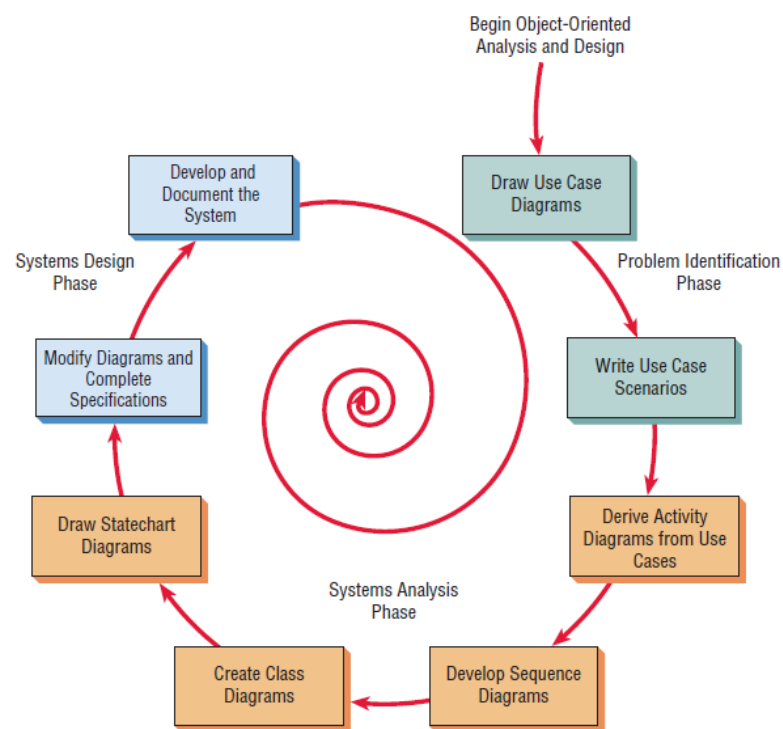 Begin Object-Oriented
Analysis and Design
Draw Use Case
Diagrams
Problem Identification
Phase
Write Use Case
Scenarios
Derive Activity
Diagrams from Use
Cases
Develop Sequence
Diagrams
Systems Analysis
Phase
Create Class
Diagrams
Draw Statechart
Diagrams
Modify Diagrams and
Complete
Specifications
Systems Design
Phase
Develop and
Document the
System